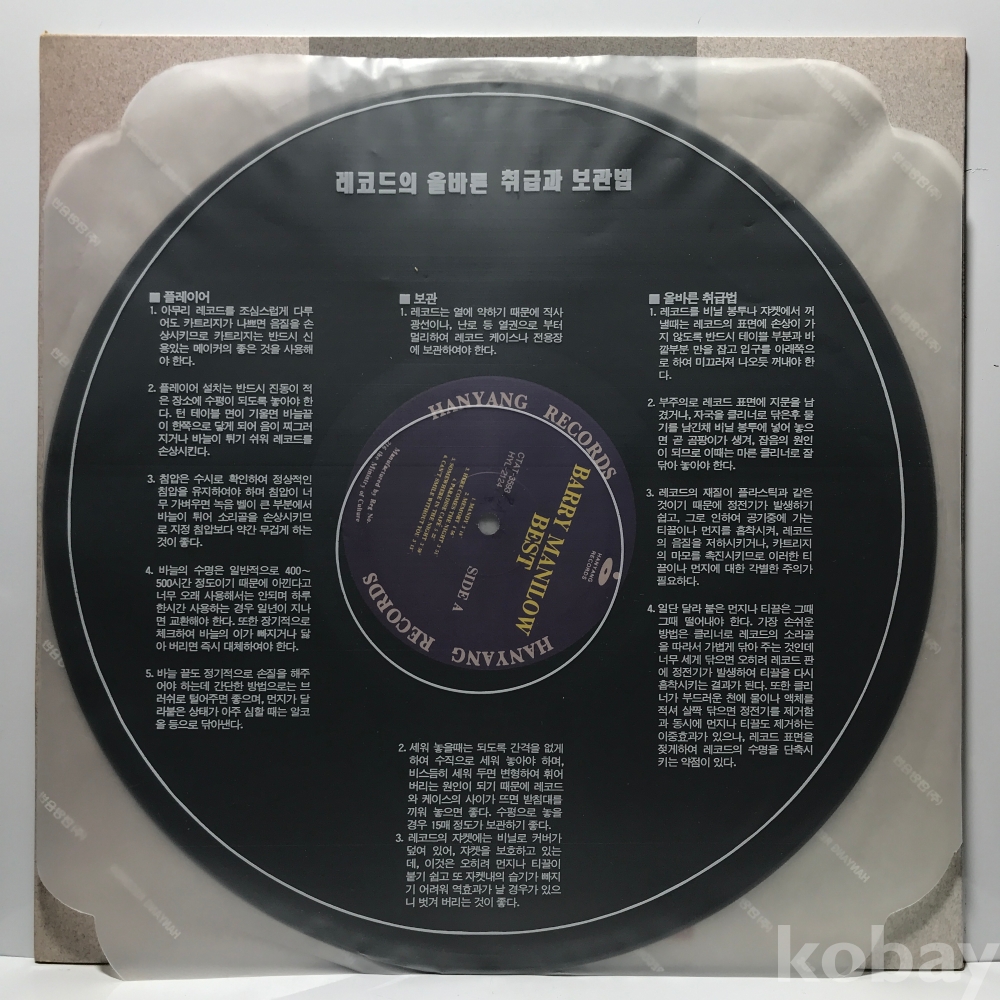 레코드의 올바른 취급과 보관법
■ 플레이어
1. 아무리 레코드를 조심스럽게 다루
어도 카트리지가 나쁘면 음질을 손
상시키므로 카트리지는 반드시 신
용있는 메이커의 좋은 것을 사용해
야 한다.
2. 플레이어 설치는 반드시 진동이 적
은 장소에 수평이 되도록 놓아야 한
다. 턴 테이블 면이 기울면 바늘끝
이 한쪽으로 닿게 되어 음이 찌그러
지거나 바늘이 튀기 쉬워 레코드를
손상시킨다.
3. 침압은 수시로 확인하여 정상적인
침압을 유지하여야 하며 침압이 너
무 가벼우면 녹음 벨이 큰 부분에서
바늘이 튀어 소리골을 손상시키므
로 지정 침압보다 약간 무겁게 하는
것이 좋다.
4. 바늘의 수명은 일반적으로 400~
500시간 정도이기 때문에 아낀다고
너무 오래 사용해서는 안되며 하루
한시간 사용하는 경우 일년이 지나
면 교환해야 한다. 또한 장기적으로
체크하여 바늘의 이가 빠지거나 닳
아 버리면 즉시 대체하여야 한다.
5. 바늘 끝도 정기적으로 손질을 해주
어야 하는데 간단한 방법으로는 브
러쉬로 털어주면 좋으며, 먼지가 달
라붙은 상태가 아주 심할 때는 알코
올 등으로 닦아낸다.
■ 보관
1. 레코드는 열에 약하기 때문에 직사
광선이나, 난로 등 열권으로 부터
멀리하여 레코드 케이스나 전용장
에 보관하여야 한다.
2. 세워 놓을때는 되도록 간격을 없게
하여 수직으로 세워 놓아야 하며,
비스듬히 세워 두면 변형하여 휘어
버리는 원인이 되기 때문에 레코드
와 케이스의 사이가 뜨면 받침대를
끼워 놓으면 좋다. 수평으로 놓을
경우 15매 정도가 보관하기 좋다.
3. 레코드의 쟈켓에는 비닐로 커버가
덮여 있어, 쟈켓을 보호하고 있는
데, 이것은 오히려 먼지나 티끌이
붙기 쉽고 또 자켓내의 습기가 빠지
기 어려워 역효과가 날 경우가 있으
니 벗겨 버리는 것이 좋다.
■ 올바른 취급법
1. 레코드를 비닐 봉투나 쟈켓에서 꺼
낼때는 레코드의 표면에 손상이 가
지 않도록 반드시 테이블 부분과 바
깥부분 만을 잡고 입구를 아래쪽으
로 하여 미끄러져 나오듯 꺼내야 한
다.
2. 부주의로 레코드 표면에 지문을 남
겼거나, 자국을 클리너로 닦은후 물
기를 남긴채 비닐 봉투에 넣어 놓으
면 곧 곰팡이가 생겨, 잡음의 원인
이 되므로 이때는 마른 클리너로 잘
닦아 놓아야 한다.
3. 레코드의 재질이 플라스틱과 같은
것이기 때문에 정전기가 발생하기
쉽고, 그로 인하여 공기중에 가는
티끌이나 먼지를 흡착시켜, 레코드
의 음질을 저하시키거나, 카트리지
의 마모를 촉진시키므로 이러한 티
끌이나 먼지에 대한 각별한 주의가
필요하다.
4. 일단 달라 붙은 먼지나 티끌은 그때
그때 떨어내야 한다. 가장 손쉬운
방법은 클리너로 레코드의 소라골
을 따라서 가볍게 닦아 주는 것인데
너무 세게 닦으면 오히려 레코드 판
에 정전기가 발생하여 티끌을 다시
흡착시키는 결과가 된다. 또한 클리
너가 부드러운 천에 물이나 액체를
적셔 살짝 닦으면 정전기를 제거함
과 동시에 먼지나 티끌도 제거하는
이중효과가 있으나, 레코드 표면을
젖게하여 레코드의 수명을 단축시
키는 약점이 있다.
HANYANG RECORDS
BARRY MANILOW
BEST
SIDE A
CTAT-3593
HYL-2124
HANYANG
RECORDS
HANYANG RECORDS
kobay